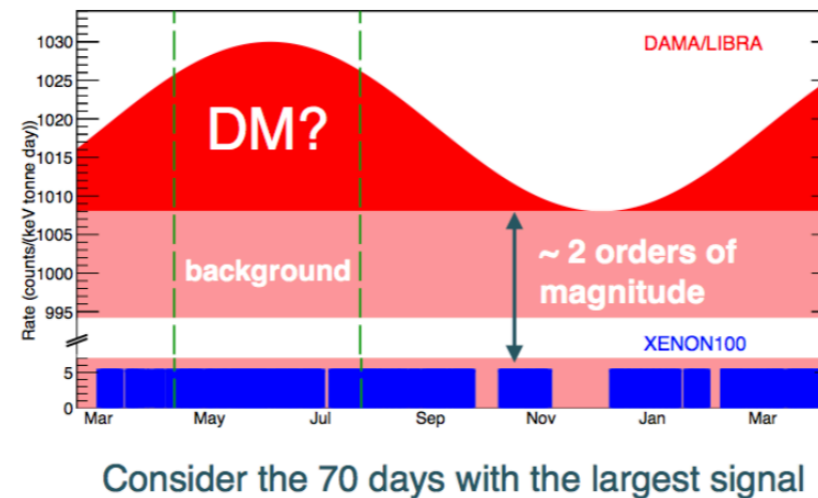 DAMA/LIBRA
1030
1025
1020
1015
1010
1005
1000
995
5
0
Rate (counts/(keV tonne day))
DM?
background
~ 2 orders of
magnitude
XENON100
Mar May Jul Sep Nov Jan Mar
Consider the 70 days with the largest signal